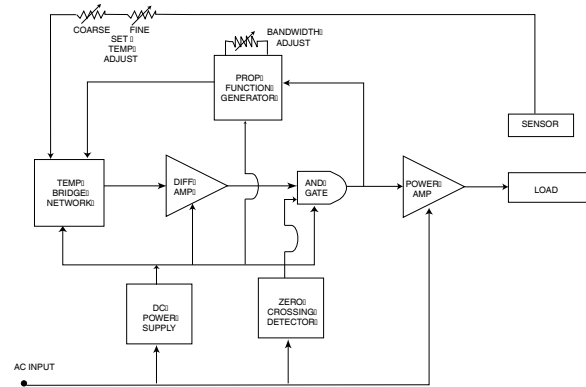 COARSE FINE
SET
TEMP
ADJUST
BANDWIDTH
ADJUST
PROP
FUNCTION
GENERATOR
SENSOR
TEMP
BRIDGE
NETWORK
DIFF
AMP
AND
GATE
POWER
AMP
LOAD
DC
POWER
SUPPLY
ZERO
CROSSING
DETECTOR
AC INPUT